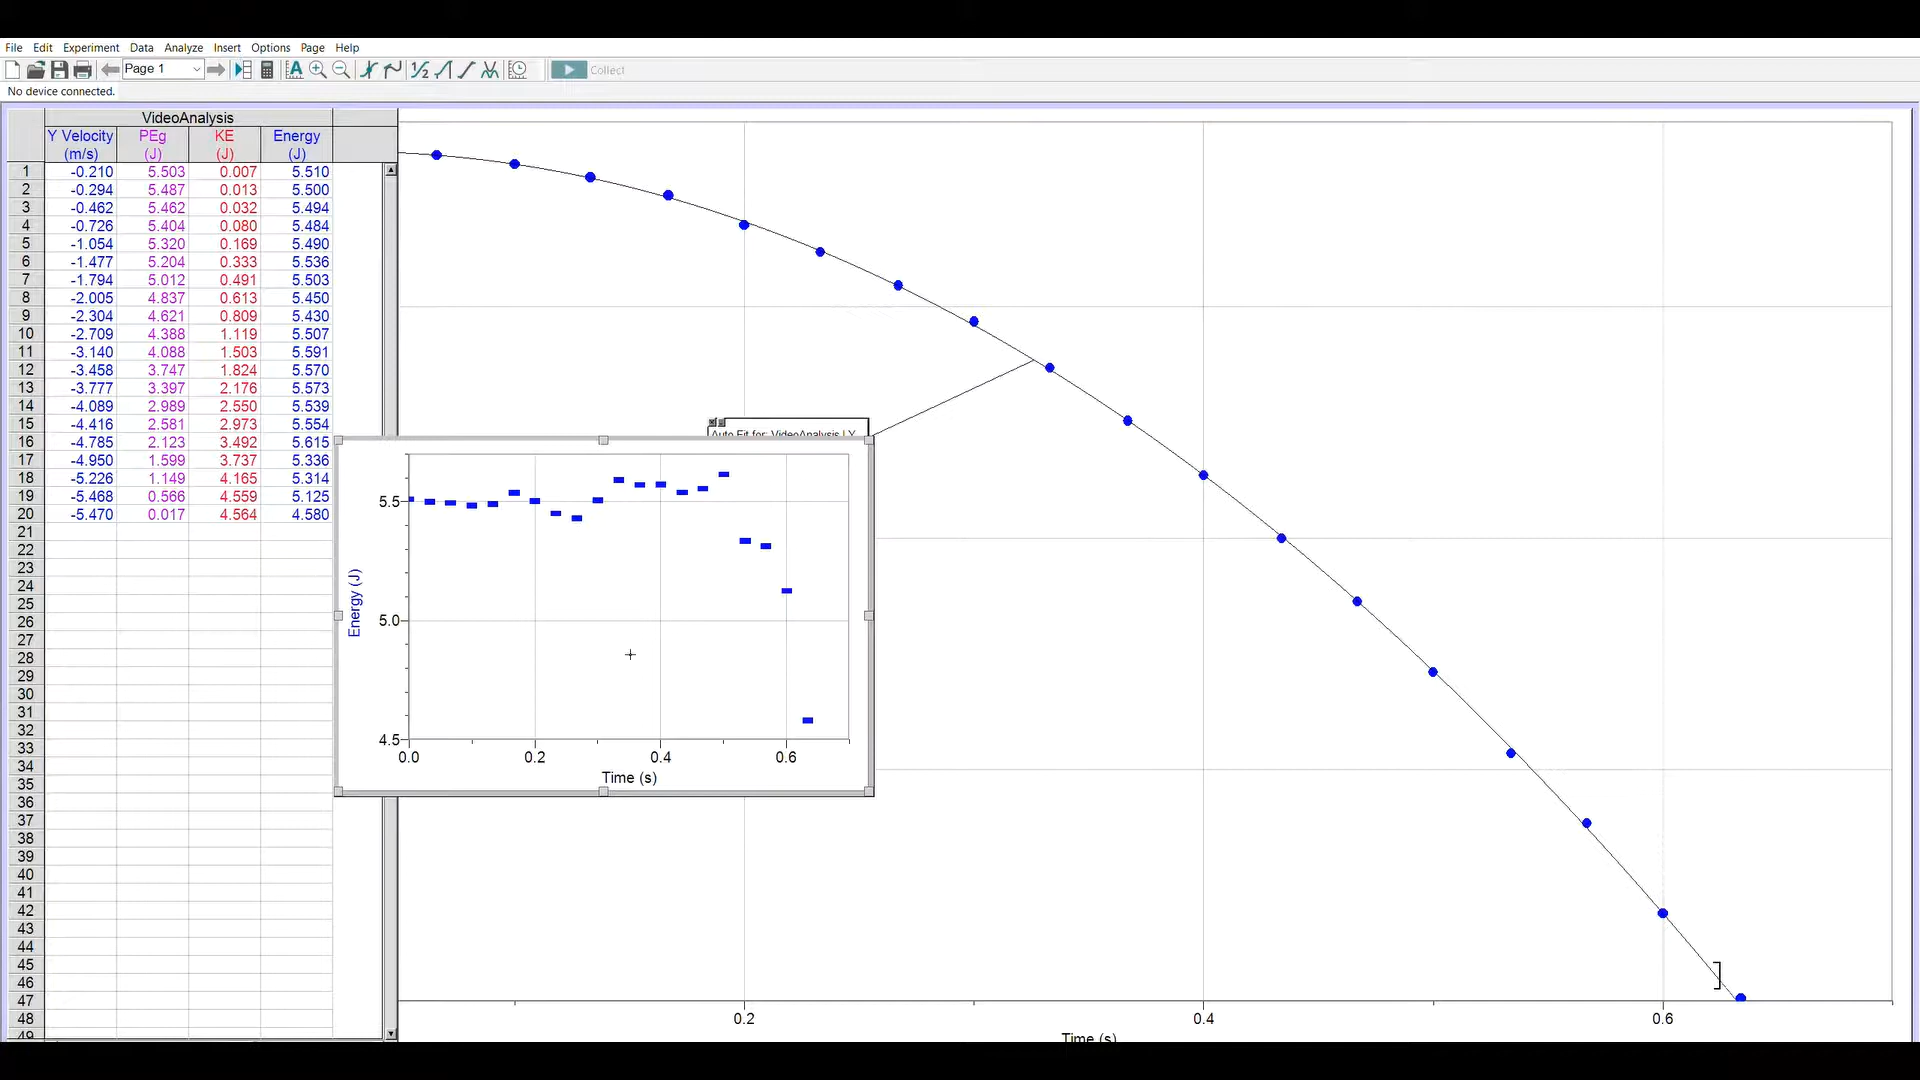 File Edit Experiment Data Analyze Insert Options Page Help
Page 1 Collect
No device connected.
VideoAnalysis
Y Velocity PEg KE Energy
(m/s) (J) (J) (J)
1 -0.210 5.503 0.007 5.510
2 -0.294 5.487 0.013 5.500
3 -0.462 5.462 0.032 5.494
4 -0.726 5.404 0.080 5.484
5 -1.054 5.320 0.169 5.490
6 -1.477 5.204 0.333 5.536
7 -1.794 5.012 0.491 5.503
8 -2.005 4.837 0.613 5.450
9 -2.304 4.621 0.809 5.430
10 -2.709 4.388 1.119 5.507
11 -3.140 4.088 1.503 5.591
12 -3.458 3.747 1.824 5.570
13 -3.777 3.397 2.176 5.573
14 -4.089 2.989 2.550 5.539
15 -4.416 2.581 2.973 5.554
16 -4.785 2.123 3.492 5.615
17 -4.950 1.599 3.737 5.336
18 -5.226 1.149 4.165 5.314
19 -5.468 0.566 4.559 5.125
20 -5.470 0.017 4.564 4.580
21
22
23
24
25
26
27
28
29
30
31
32
33
34
35
36
37
38
39
40
41
42
43
44
45
46
47
48
49
Auto Fit for: VideoAnalysis | Y
5.5
5.0
4.5
Energy (J)
0.0 0.2 0.4 0.6
Time (s)
0.2 0.4 0.6
Time (s)